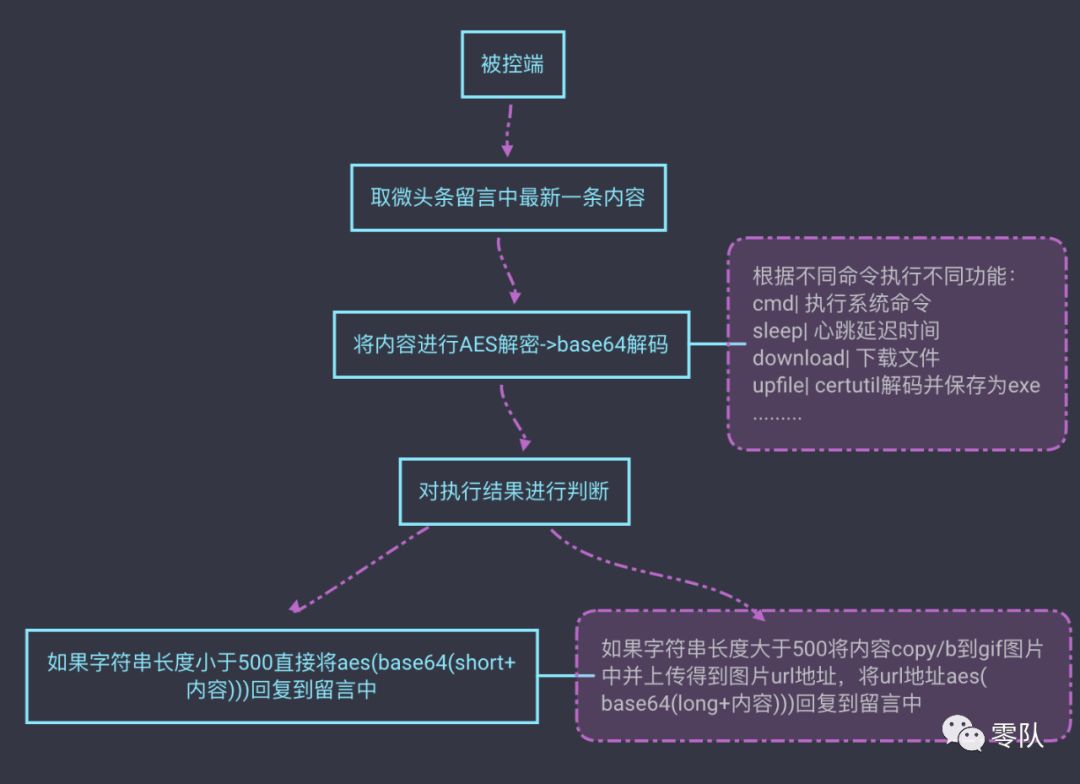 被控端
取微头条留言中最新一条内容
将内容进行AES解密->base64解码
根据不同命令执行不同功能：
cmd| 执行系统命令
sleep| 心跳延迟时间
download| 下载文件
upfile| certutil解码并保存为exe
.........
对执行结果进行判断
如果字符串长度小于500直接将aes(base64(short+
内容)))回复到留言中
如果字符串长度大于500将内容copy/b到gif图片
中并上传得到图片url地址，将url地址aes(
base64(long+内容)))回复到留言中
零队